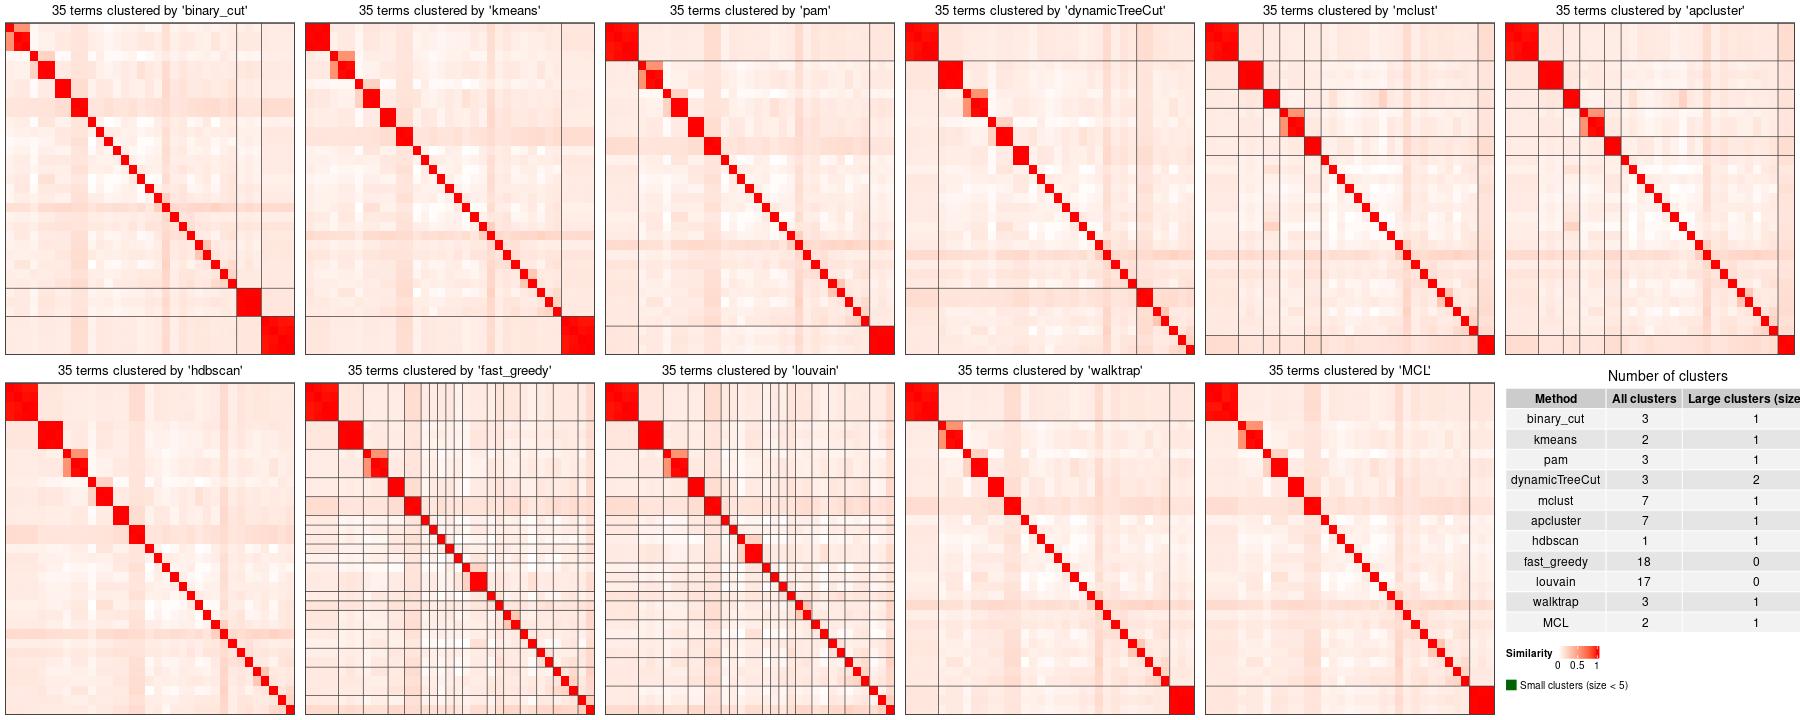 35 terms clustered by 'binary_cut'
35 terms clustered by 'kmeans'
35 terms clustered by 'pam'
35 terms clustered by 'dynamicTreeCut'
35 terms clustered by 'mclust'
35 terms clustered by 'apcluster'
35 terms clustered by 'hdbscan'
35 terms clustered by 'fast_greedy'
35 terms clustered by 'louvain'
35 terms clustered by 'walktrap'
35 terms clustered by 'MCL'
Number of clusters
Method All clusters Large clusters (size
binary_cut 3 1
kmeans 2 1
pam 3 1
dynamicTreeCut 3 2
mclust 7 1
apcluster 7 1
hdbscan 1 1
fast_greedy 18 0
louvain 17 0
walktrap 3 1
MCL 2 1
Similarity
0 0.5 1
Small clusters (size < 5)